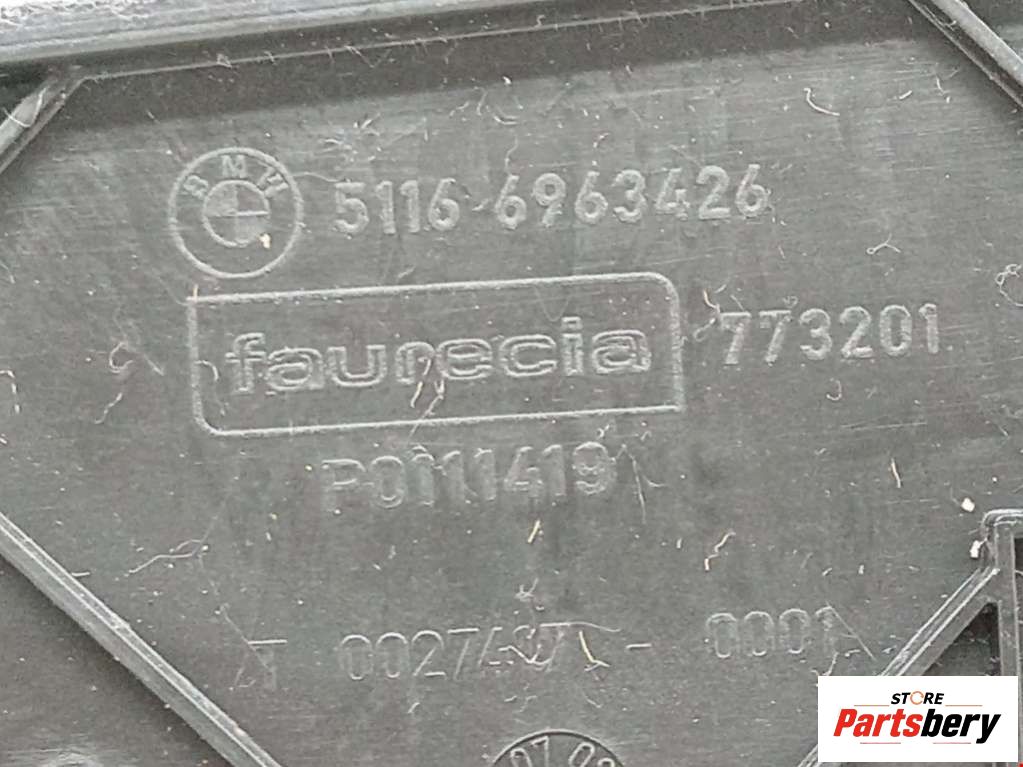 BMW 5116 6963426
faurecia 773201
P0111419
- 0001
STORE
Partsbery